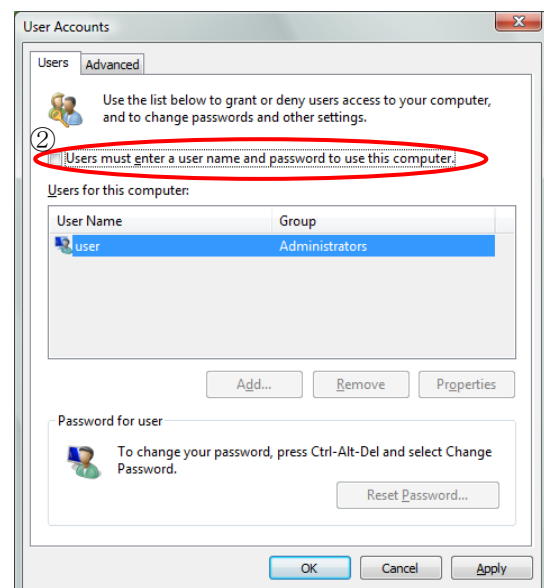 User Accounts
Users
Advanced
Use the list below to grant or deny users access to your computer,
and to change passwords and other settings.
②
Users must enter a user name and password to use this computer.
Users for this computer:
User Name Group
user Administrators
Add... Remove Properties
Password for user
To change your password, press Ctrl-Alt-Del and select Change
Password.
Reset Password...
OK Cancel Apply